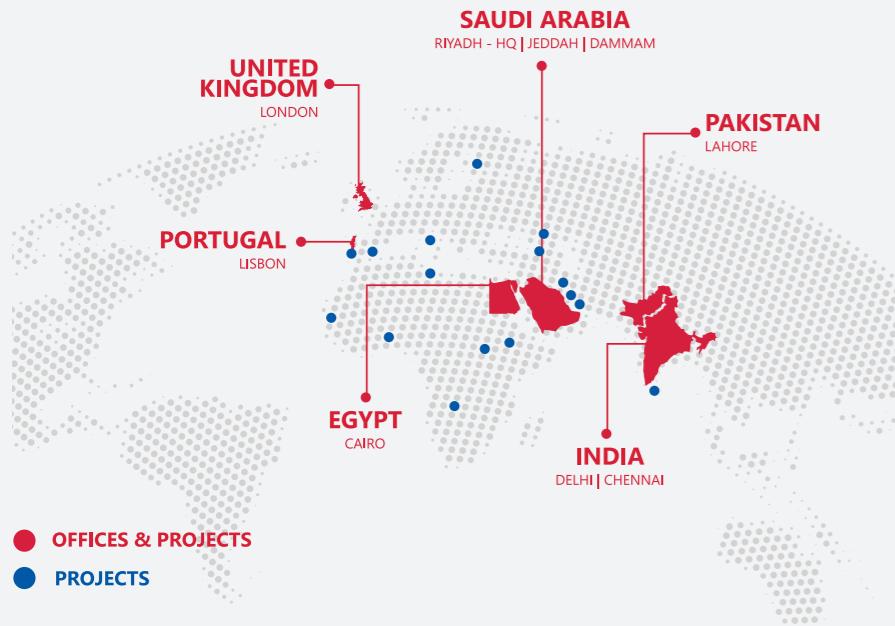 SAUDI ARABIA
RIYADH - HQ | JEDDAH | DAMMAM
UNITED
KINGDOM
LONDON
PAKISTAN
LAHORE
PORTUGAL
LISBON
EGYPT
CAIRO
INDIA
DELHI | CHENNAI
OFFICES & PROJECTS
PROJECTS